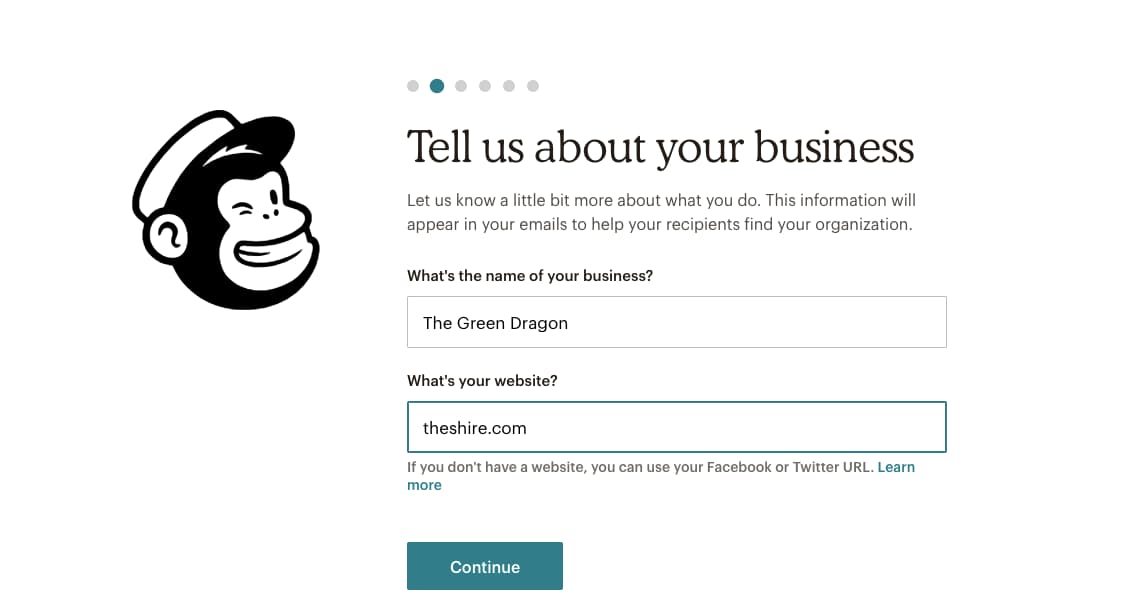 Tell us about your business
Let us know a little bit more about what you do. This information will
appear in your emails to help your recipients find your organization.
What's the name of your business?
The Green Dragon
What's your website?
theshire.com
If you don't have a website, you can use your Facebook or Twitter URL. Learn
more
Continue